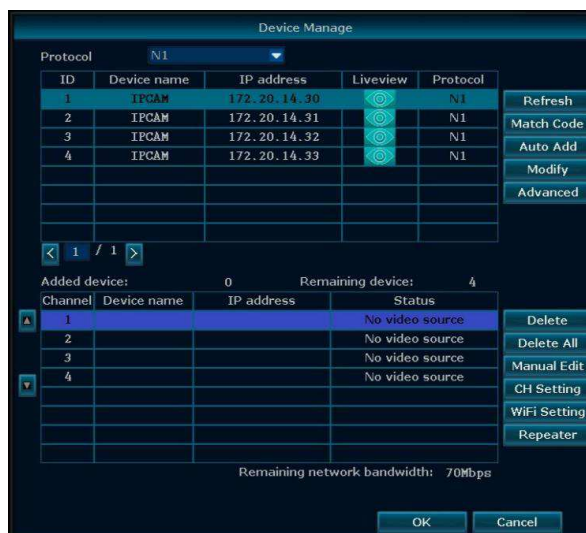 Device Manage
Protocol N1
ID Device name IP address Liveview Protocol
1 IPCAM 172.20.14.30 N1
2 IPCAM 172.20.14.31 N1
3 IPCAM 172.20.14.32 N1
4 IPCAM 172.20.14.33 N1
Refresh
Match Code
Auto Add
Modify
Advanced
< 1 / 1 >
Added device: 0 Remaining device: 4
Channel Device name IP address Status
1 No video source
2 No video source
3 No video source
4 No video source
Delete
Delete All
Manual Edit
CH Setting
WiFi Setting
Repeater
Remaining network bandwidth: 70Mbps
OK Cancel